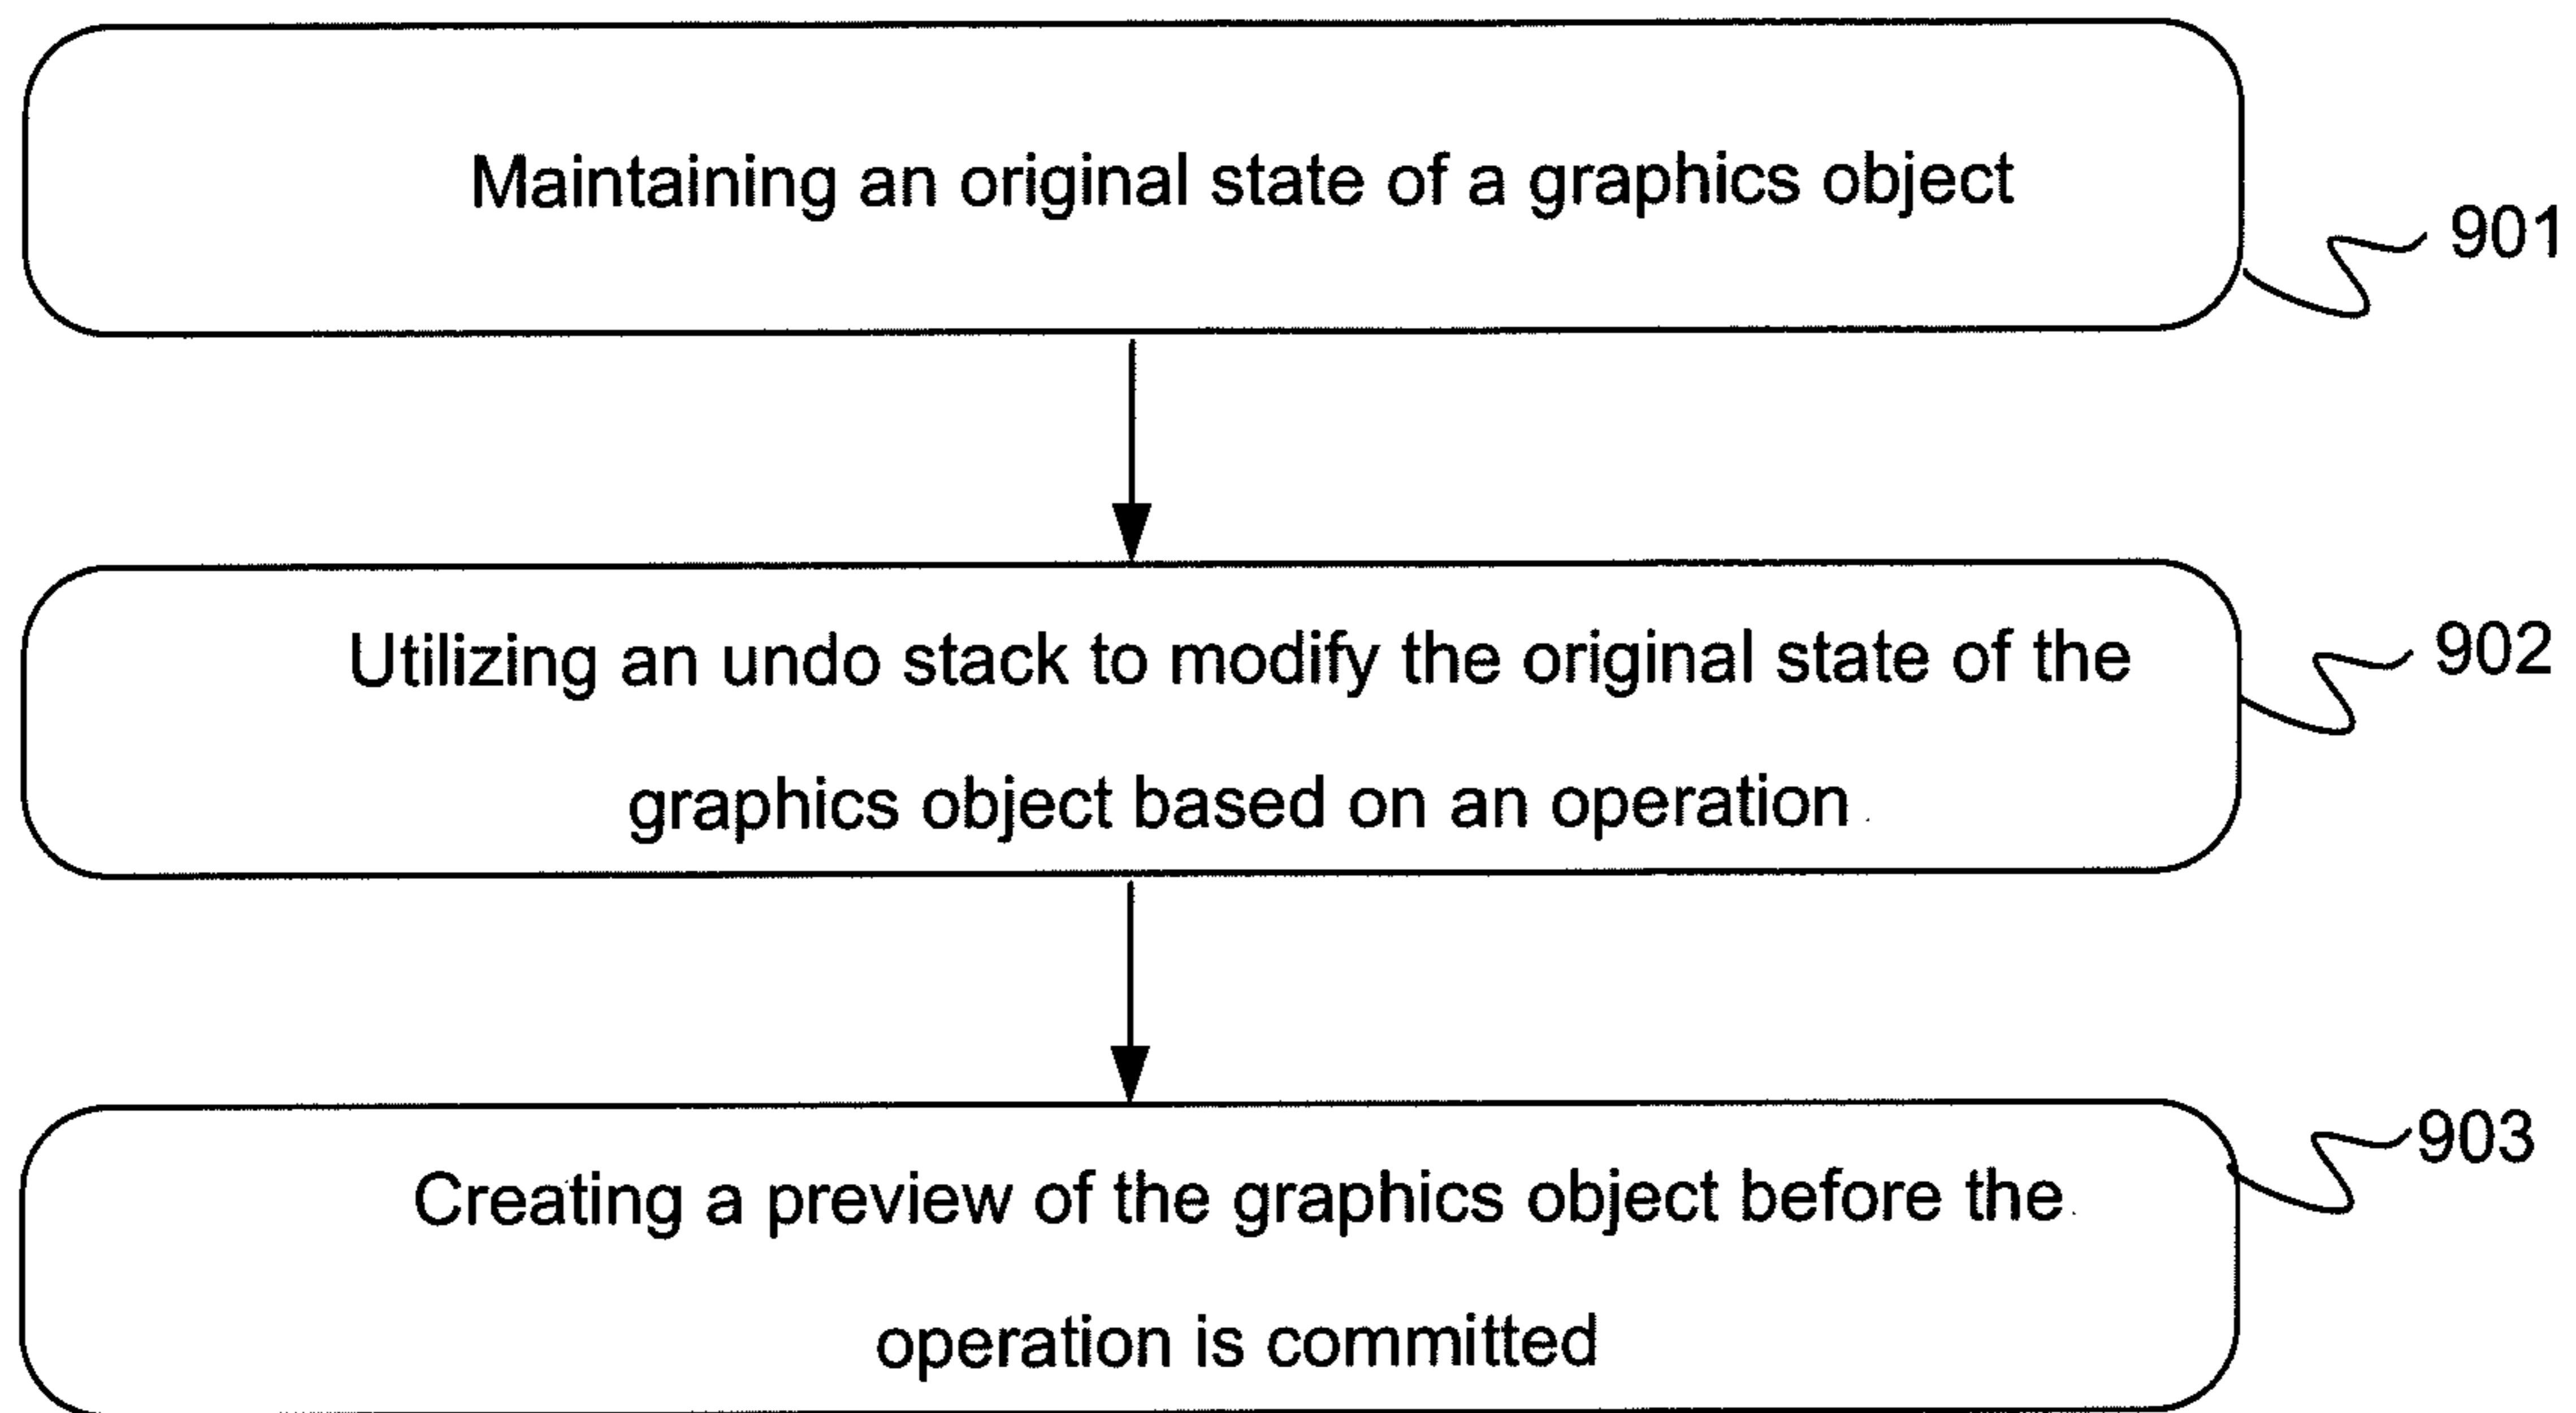 Maintaining an original state of a graphics object
901
Utilizing an undo stack to modify the original state of the
902
graphics object based on an operation
Creating a preview of the graphics object before the
903
operation is committed